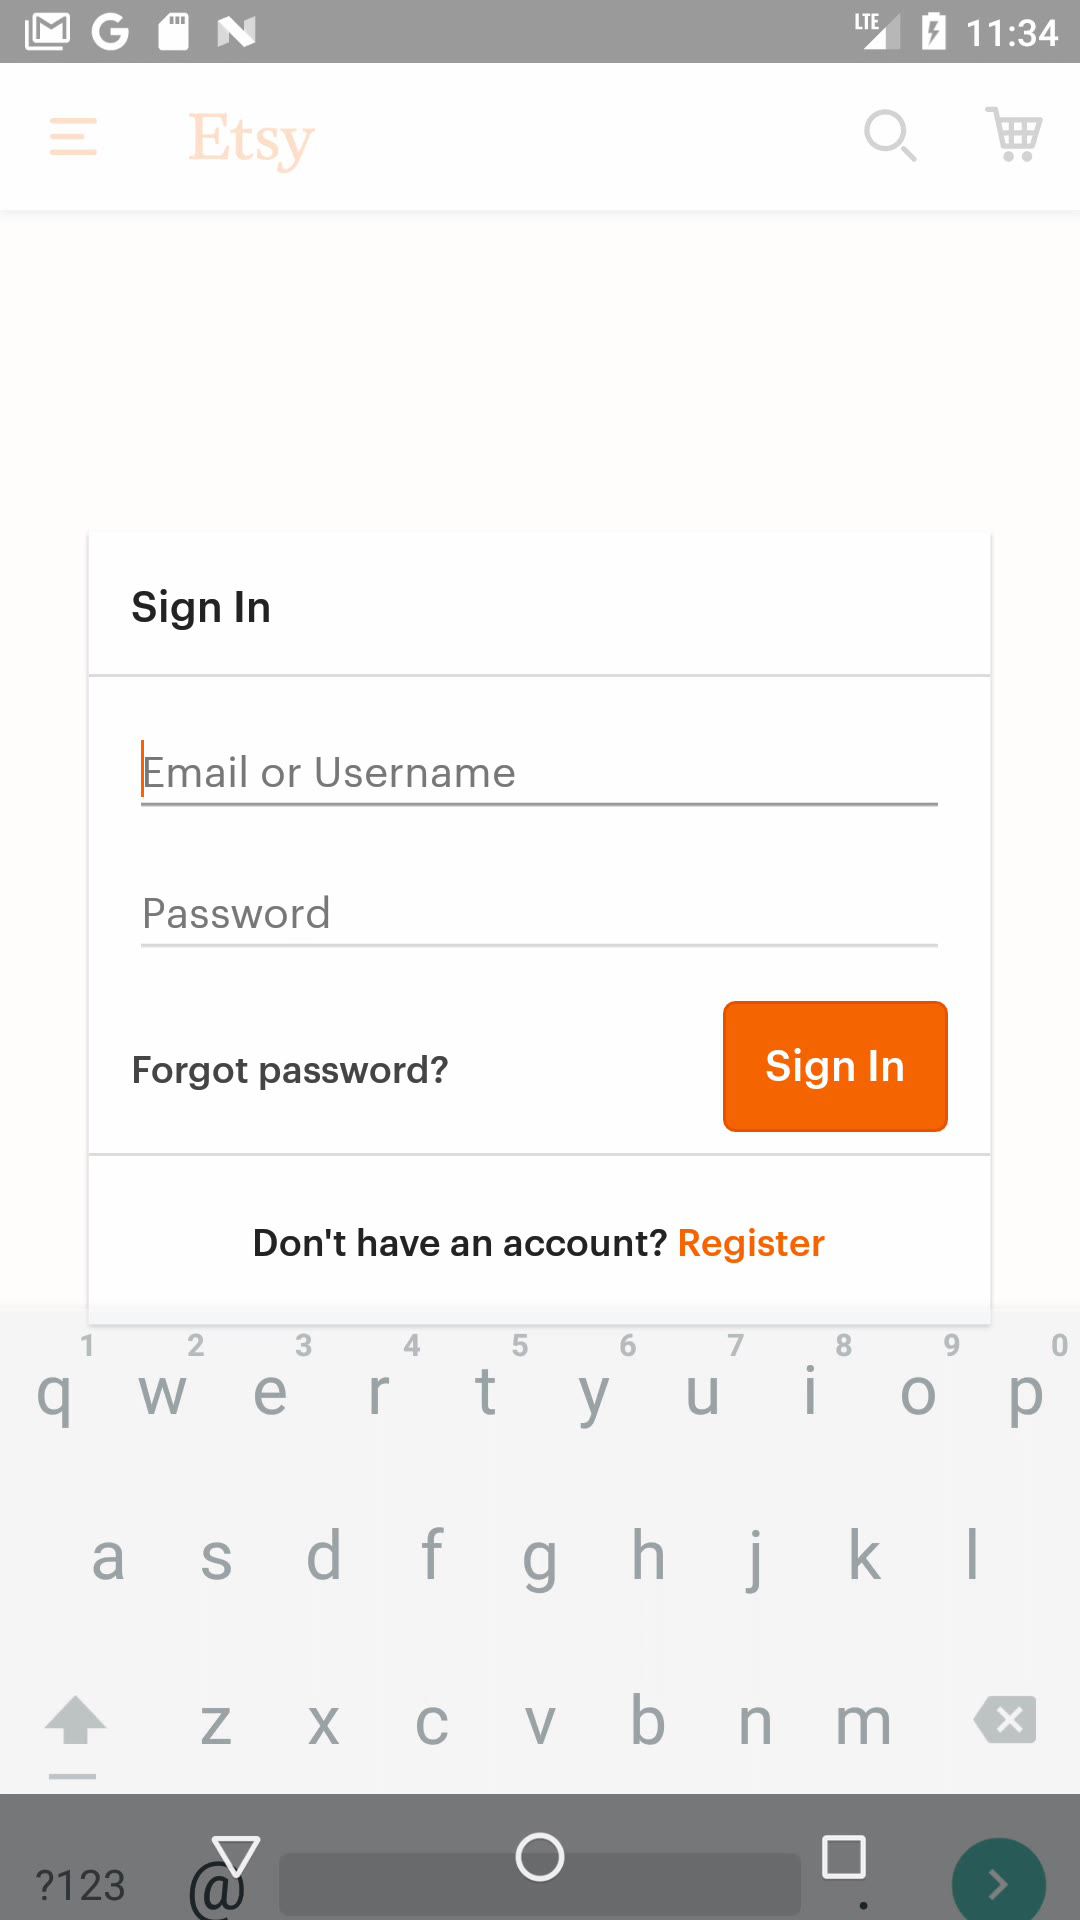 LTE 11:34
Etsy
Sign In
Email or Username
Password
Forgot password?
Sign In
Don't have an account? Register
1 2 3 4 5 6 7 8 9 0
q w e r t y u i o p
a s d f g h j k l
z x c v b n m
?123 @ .